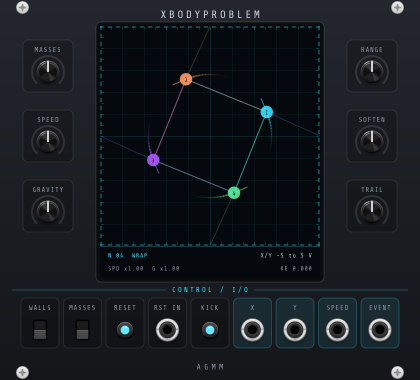 XBODYPROBLEM
MASSES
RANGE
SPEED
SOFTEN
GRAVITY
TRAIL
N 04 WRAP
X/Y -5 to 5 V
SPD x1.00 G x1.00
KE 0.000
CONTROL / I/O
WALLS MASSES RESET RST IN KICK X Y SPEED EVENT
AGMM